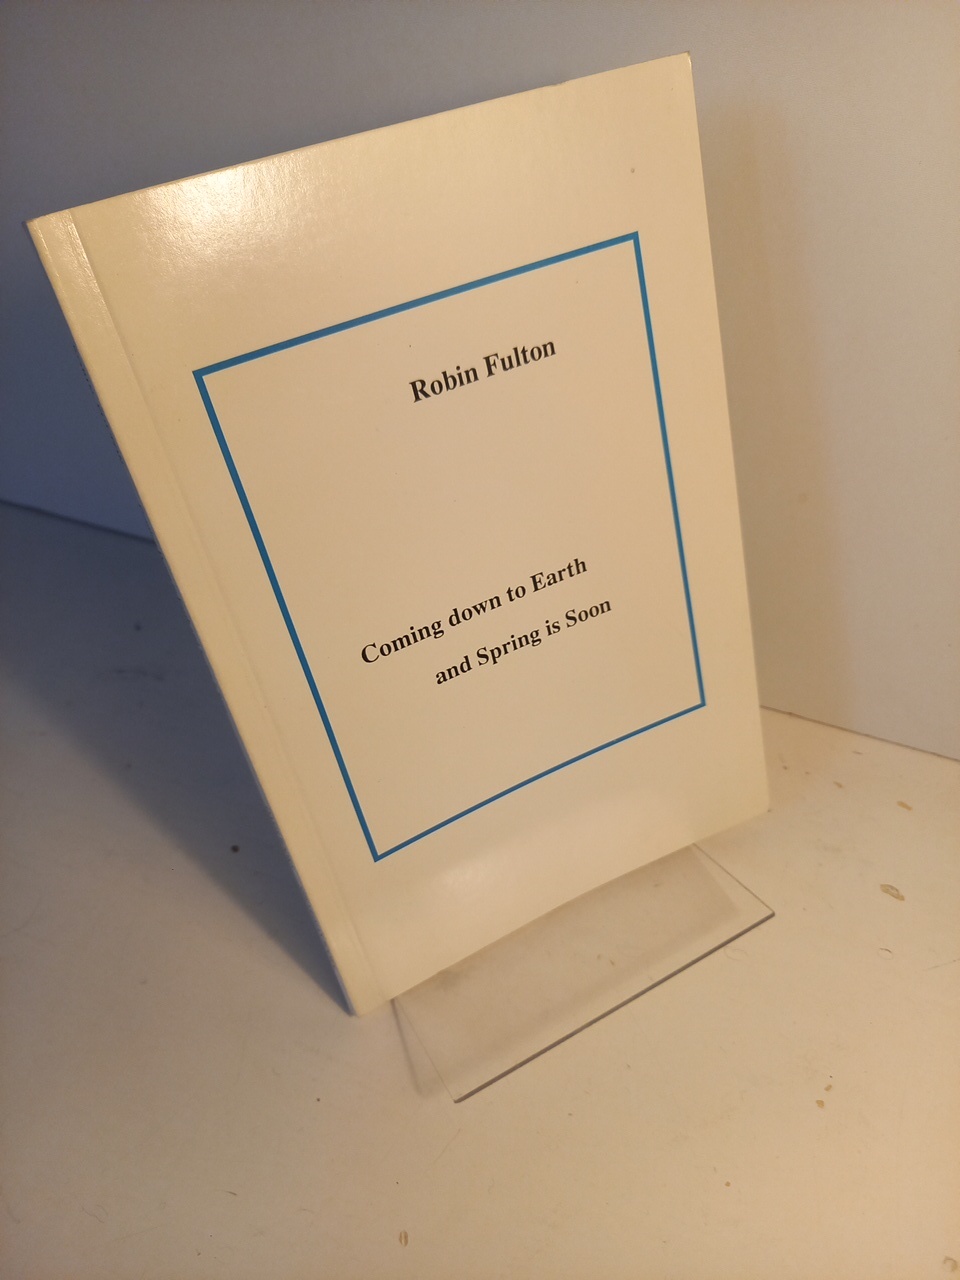 Robin Fulton
Coming down to Earth
and Spring is Soon